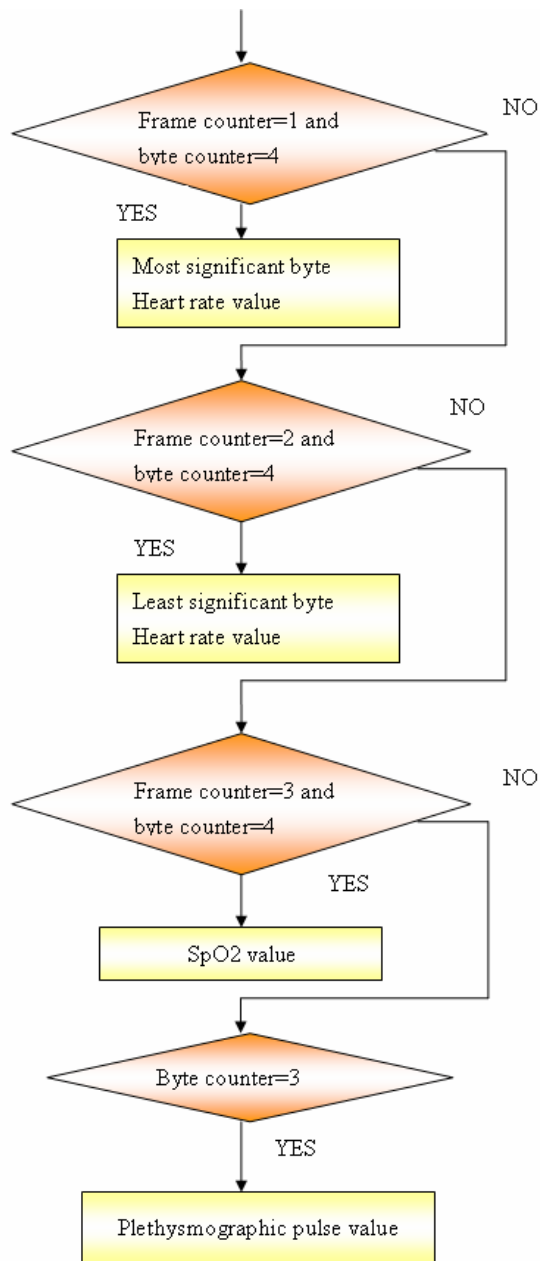 Frame counter=1 and
byte counter=4
NO
YES
Most significant byte
Heart rate value
Frame counter=2 and
byte counter=4
NO
YES
Least significant byte
Heart rate value
Frame counter=3 and
byte counter=4
NO
YES
SpO2 value
Byte counter=3
YES
Plethysmographic pulse value